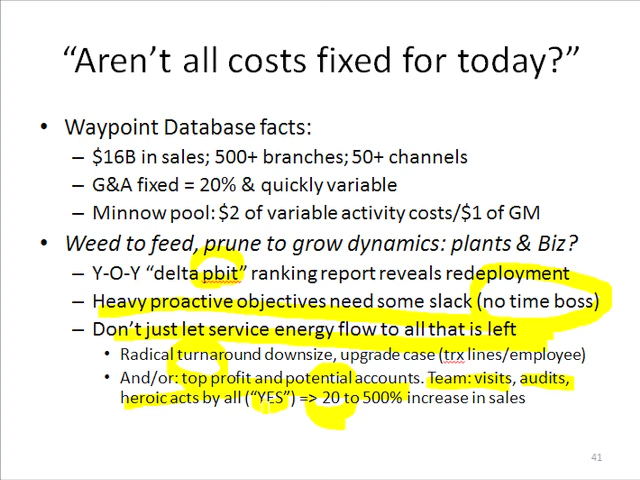 “Aren’t all costs fixed for today?”
• Waypoint Database facts:
– $16B in sales; 500+ branches; 50+ channels
– G&A fixed = 20% & quickly variable
– Minnow pool: $2 of variable activity costs/$1 of GM
• Weed to feed, prune to grow dynamics: plants & Biz?
– Y-O-Y “delta pbit” ranking report reveals redeployment
– Heavy proactive objectives need some slack (no time boss)
– Don’t just let service energy flow to all that is left
• Radical turnaround downsize, upgrade case (trx lines/employee)
• And/or: top profit and potential accounts. Team: visits, audits,
heroic acts by all (“YES”) => 20 to 500% increase in sales
41